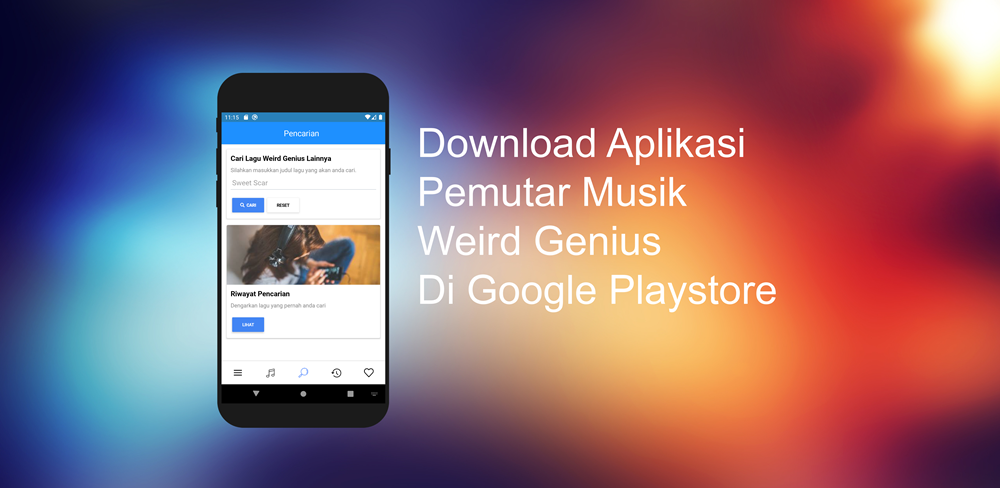 11:15
Pencarian
Cari Lagu Weird Genius Lainnya
Silahkan masukkan judul lagu yang akan anda cari.
Sweet Scar
CARI
RESET
Riwayat Pencarian
Dengarkan lagu yang pernah anda cari
LIHAT
Download Aplikasi
Pemutar Musik
Weird Genius
Di Google Playstore